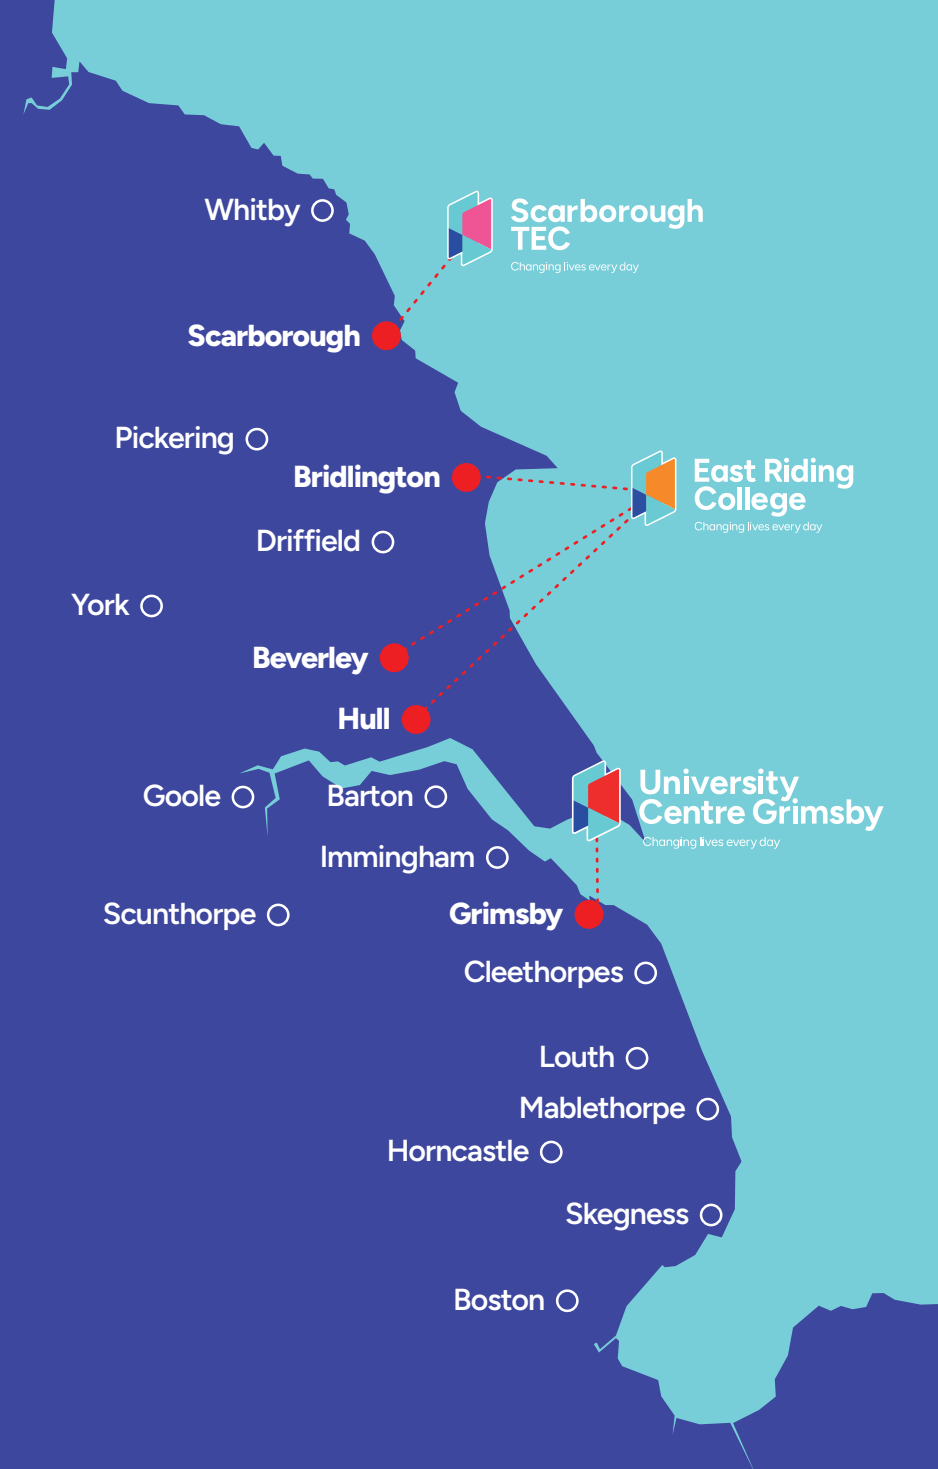 Whitby
Scarborough
TEC
Changing lives every day
Scarborough
Pickering
Bridlington
East Riding
College
Changing lives every day
Driffield
York
Beverley
Hull
University
Centre Grimsby
Changing lives every day
Goole
Barton
Immingham
Scunthorpe
Grimsby
Cleethorpes
Louth
Mablethorpe
Horncastle
Skegness
Boston